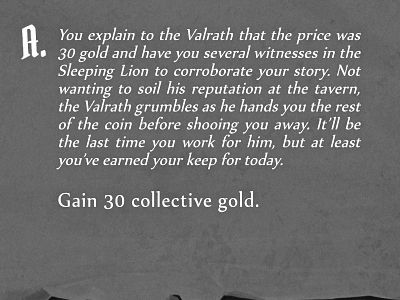 A. You explain to the Valrath that the price was
30 gold and have you several witnesses in the
Sleeping Lion to corroborate your story. Not
wanting to soil his reputation at the tavern,
the Valrath grumbles as he hands you the rest
of the coin before shooing you away. It'll be
the last time you work for him, but at least
you've earned your keep for today.
Gain 30 collective gold.